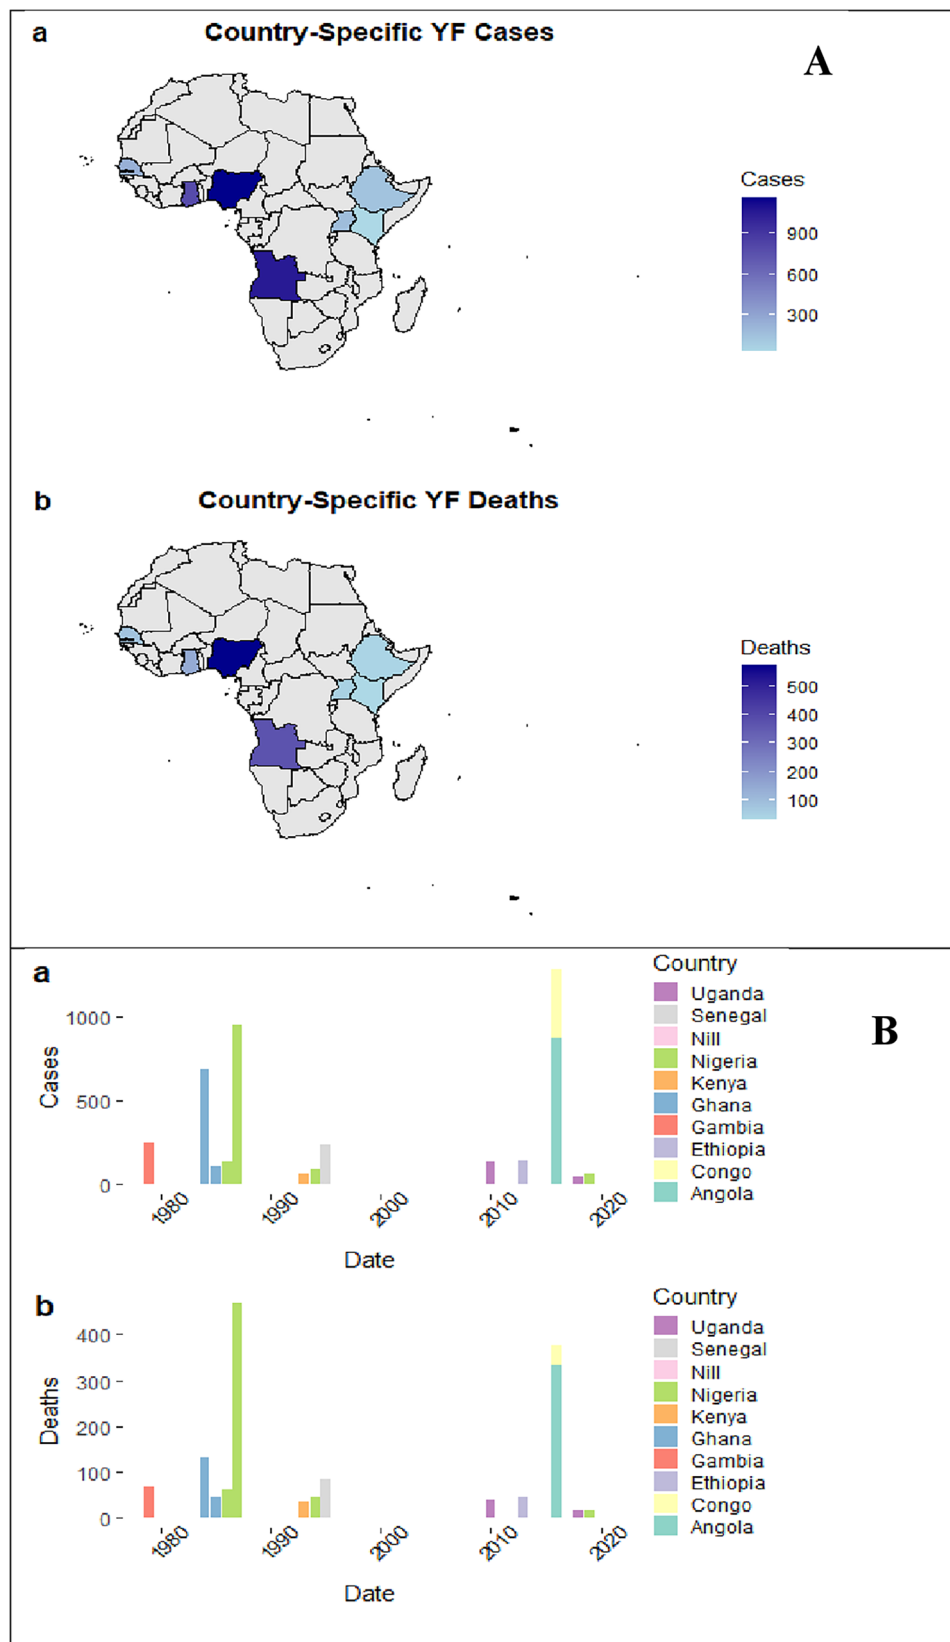 a
Country-Specific YF Cases
A
Cases
900
600
300
b
Country-Specific YF Deaths
Deaths
500
400
300
200
100
a
B
Cases
1000
500
0
1980
1990
2000
2010
2020
Date
Country
Uganda
Senegal
Nill
Nigeria
Kenya
Ghana
Gambia
Ethiopia
Congo
Angola
b
Deaths
400
300
200
100
0
1980
1990
2000
2010
2020
Date
Country
Uganda
Senegal
Nill
Nigeria
Kenya
Ghana
Gambia
Ethiopia
Congo
Angola